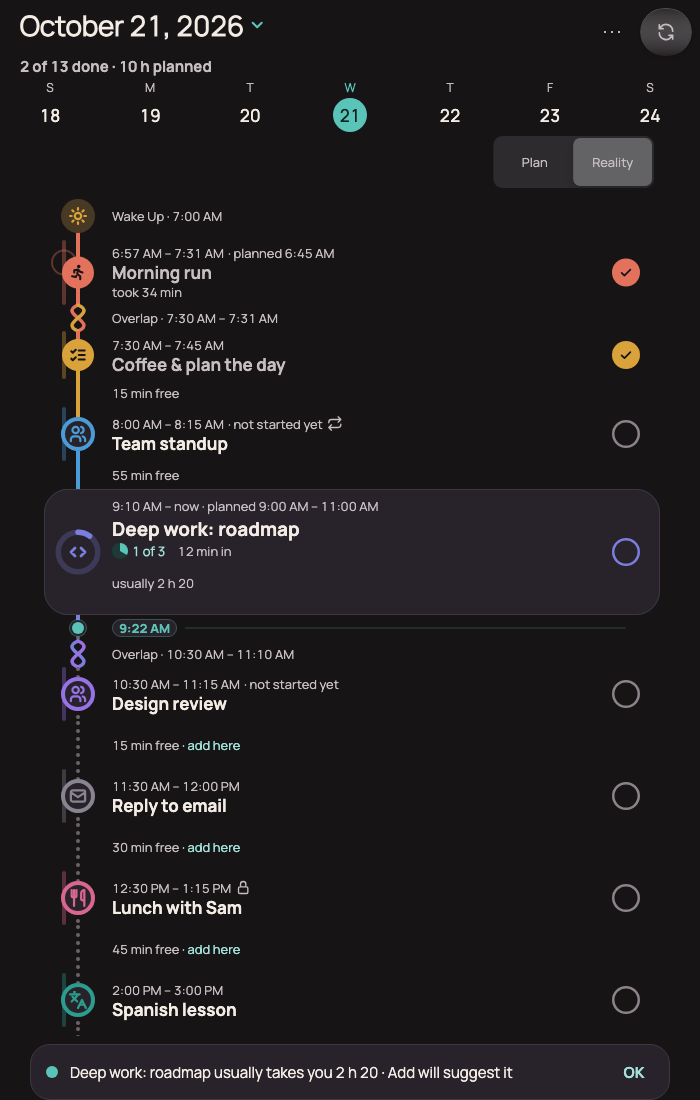 October 21, 2026
...
2 of 13 done · 10 h planned
S M T W T F S
18 19 20 21 22 23 24
Plan Reality
Wake Up · 7:00 AM
6:57 AM – 7:31 AM · planned 6:45 AM
Morning run
took 34 min
Overlap · 7:30 AM – 7:31 AM
7:30 AM – 7:45 AM
Coffee & plan the day
15 min free
8:00 AM – 8:15 AM · not started yet
Team standup
55 min free
9:10 AM – now · planned 9:00 AM – 11:00 AM
Deep work: roadmap
1 of 3 12 min in
usually 2 h 20
9:22 AM
Overlap · 10:30 AM – 11:10 AM
10:30 AM – 11:15 AM · not started yet
Design review
15 min free · add here
11:30 AM – 12:00 PM
Reply to email
30 min free · add here
12:30 PM – 1:15 PM
Lunch with Sam
45 min free · add here
2:00 PM – 3:00 PM
Spanish lesson
Deep work: roadmap usually takes you 2 h 20 · Add will suggest it OK